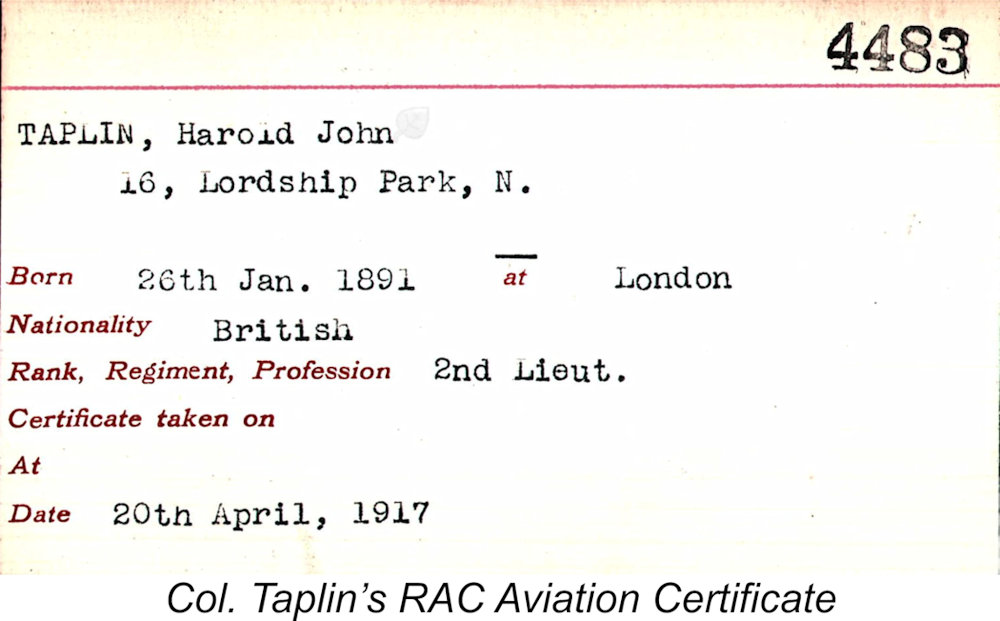 4483
TAPLIN, Harold John
16, Lordship Park, N.
Born 26th Jan. 1891 at London
Nationality British
Rank, Regiment, Profession 2nd Lieut.
Certificate taken on
At
Date 20th April, 1917
Col. Taplin's RAC Aviation Certificate